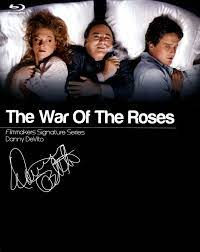 The War Of The Roses
Filmmakers Signature Series
Danny DeVito